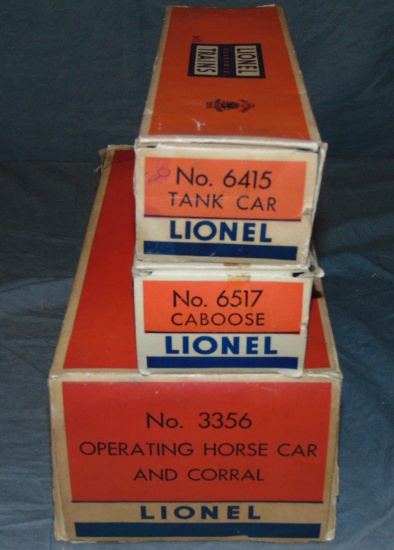 LIONEL
TRAINS
No. 6415
TANK CAR
LIONEL
No. 6517
CABOOSE
LIONEL
No. 3356
OPERATING HORSE CAR
AND CORRAL
LIONEL